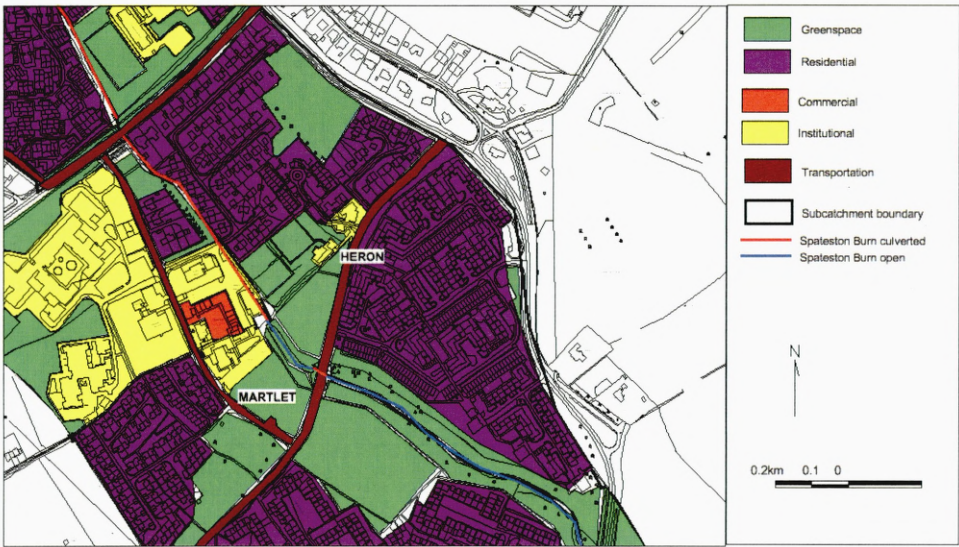 HERON
MARTLET
Greenspace
Residential
Commercial
Institutional
Transportation
Subcatchment boundary
Spateston Burn culverted
Spateston Burn open
N
0.2km 0.1 0